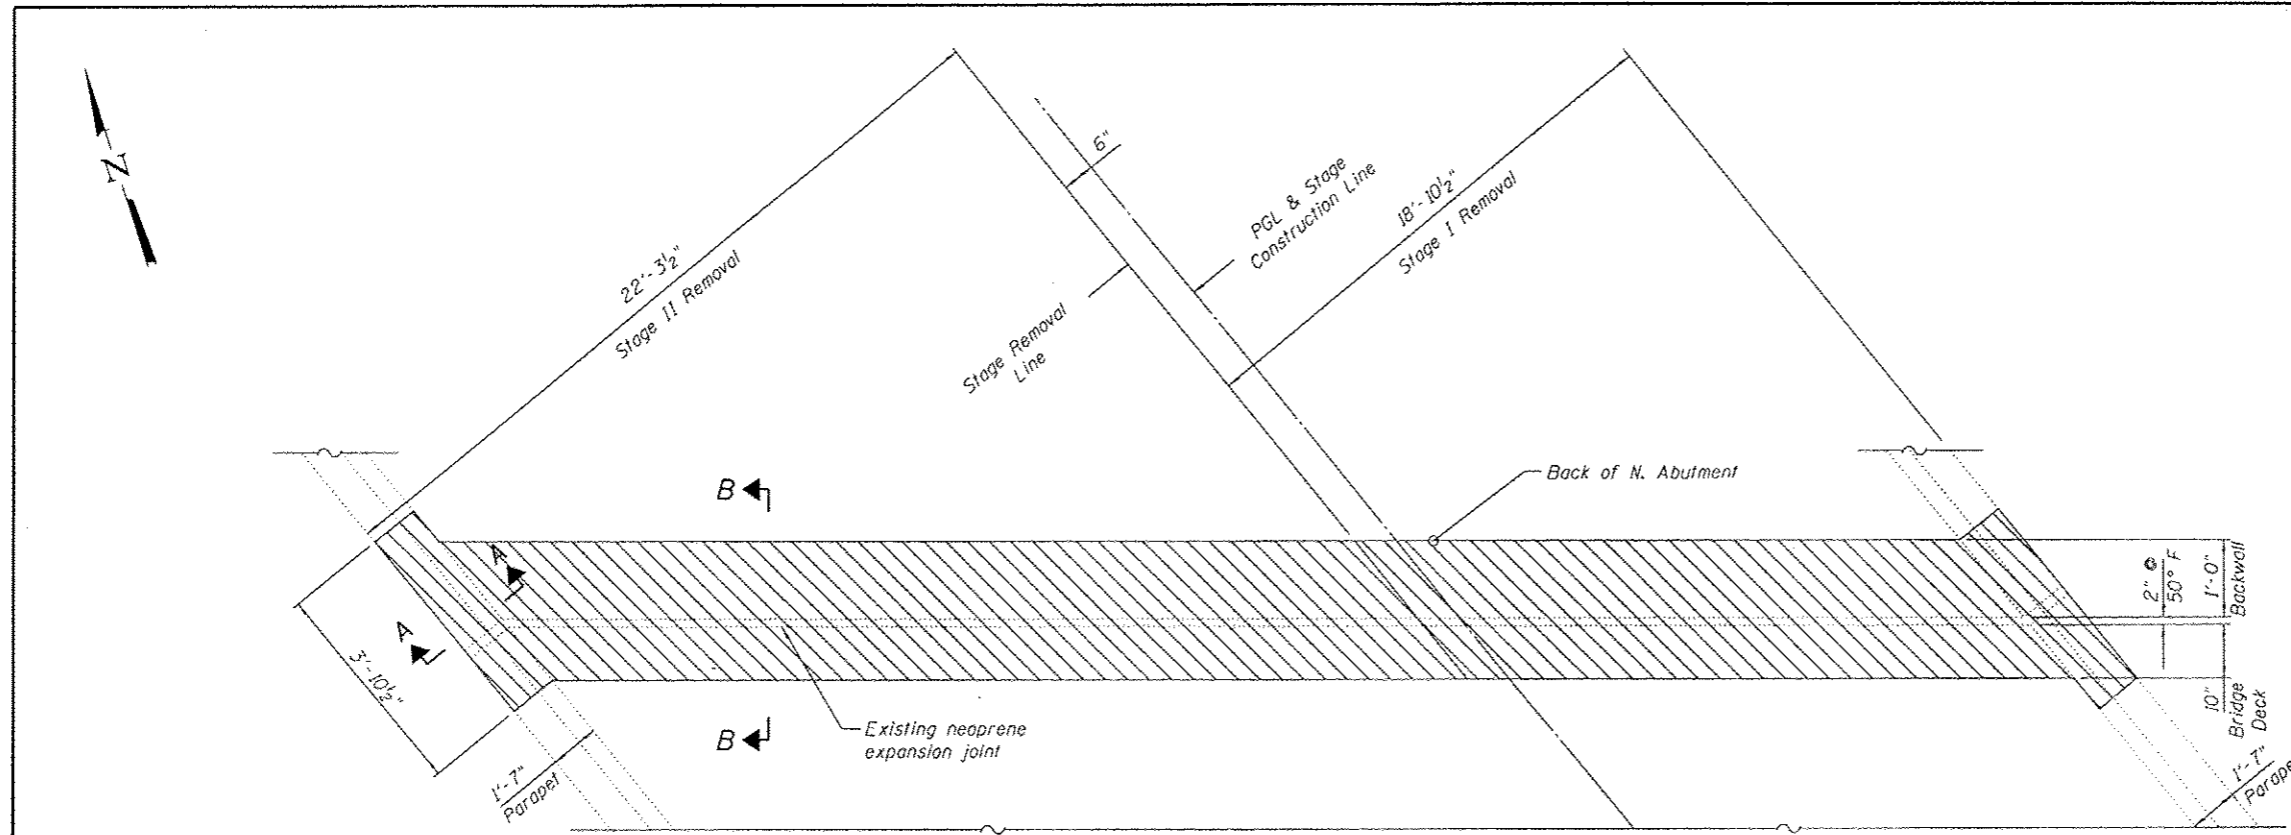 N
22'-3½"
Stage II Removal
6"
PGL & Stage
Construction Line
18'-10½"
Stage I Removal
Stage Removal
Line
Back of N. Abutment
B
A
A
3'-10½"
1'-7"
Parapet
B
Existing neoprene
expansion joint
2" @
50° F
1'-0"
Backwall
10"
Bridge
Deck
1'-7"
Parape